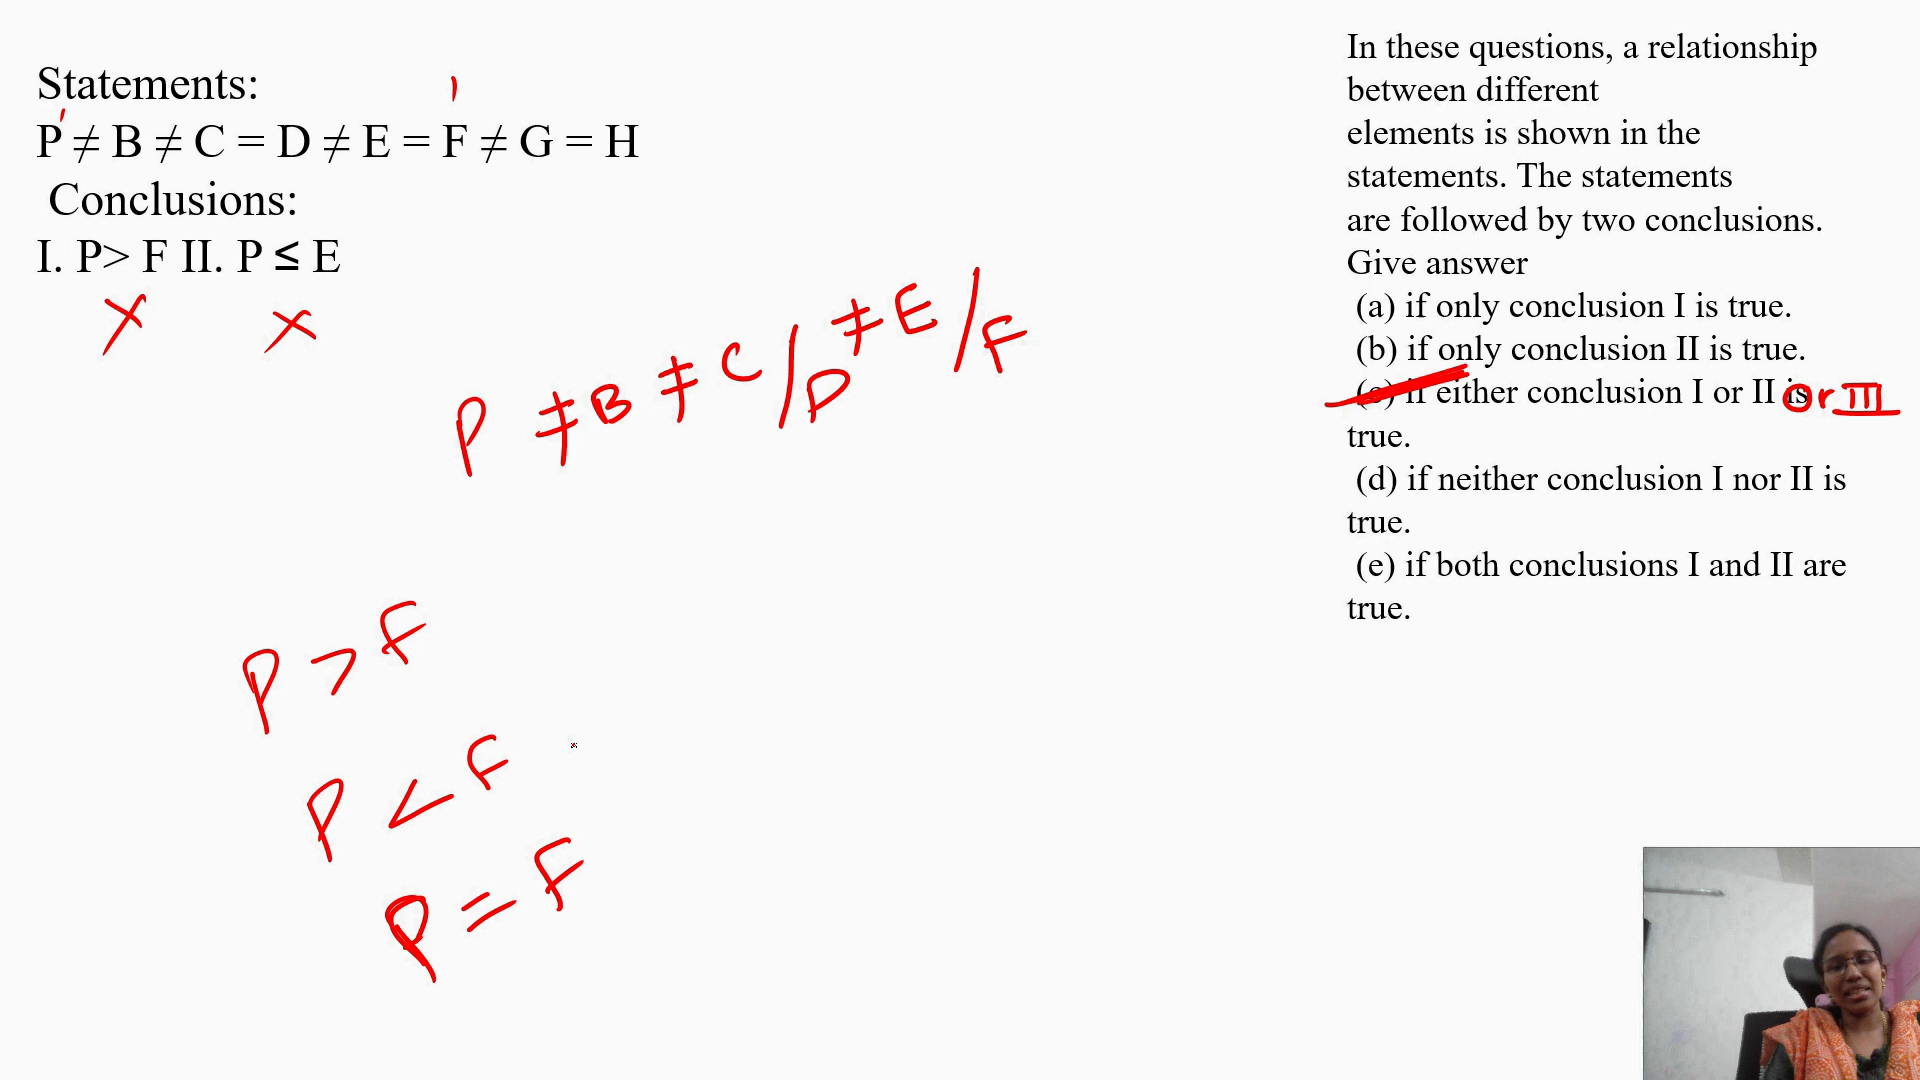 Statements:
P ≠ B ≠ C = D ≠ E = F ≠ G = H
Conclusions:
I. P> F II. P ≤ E
P ≠ B ≠ C / D ≠ E / F
P > F
P < F
P = F
In these questions, a relationship
between different
elements is shown in the
statements. The statements
are followed by two conclusions.
Give answer
(a) if only conclusion I is true.
(b) if only conclusion II is true.
(c) if either conclusion I or II is
or III
true.
(d) if neither conclusion I nor II is
true.
(e) if both conclusions I and II are
true.